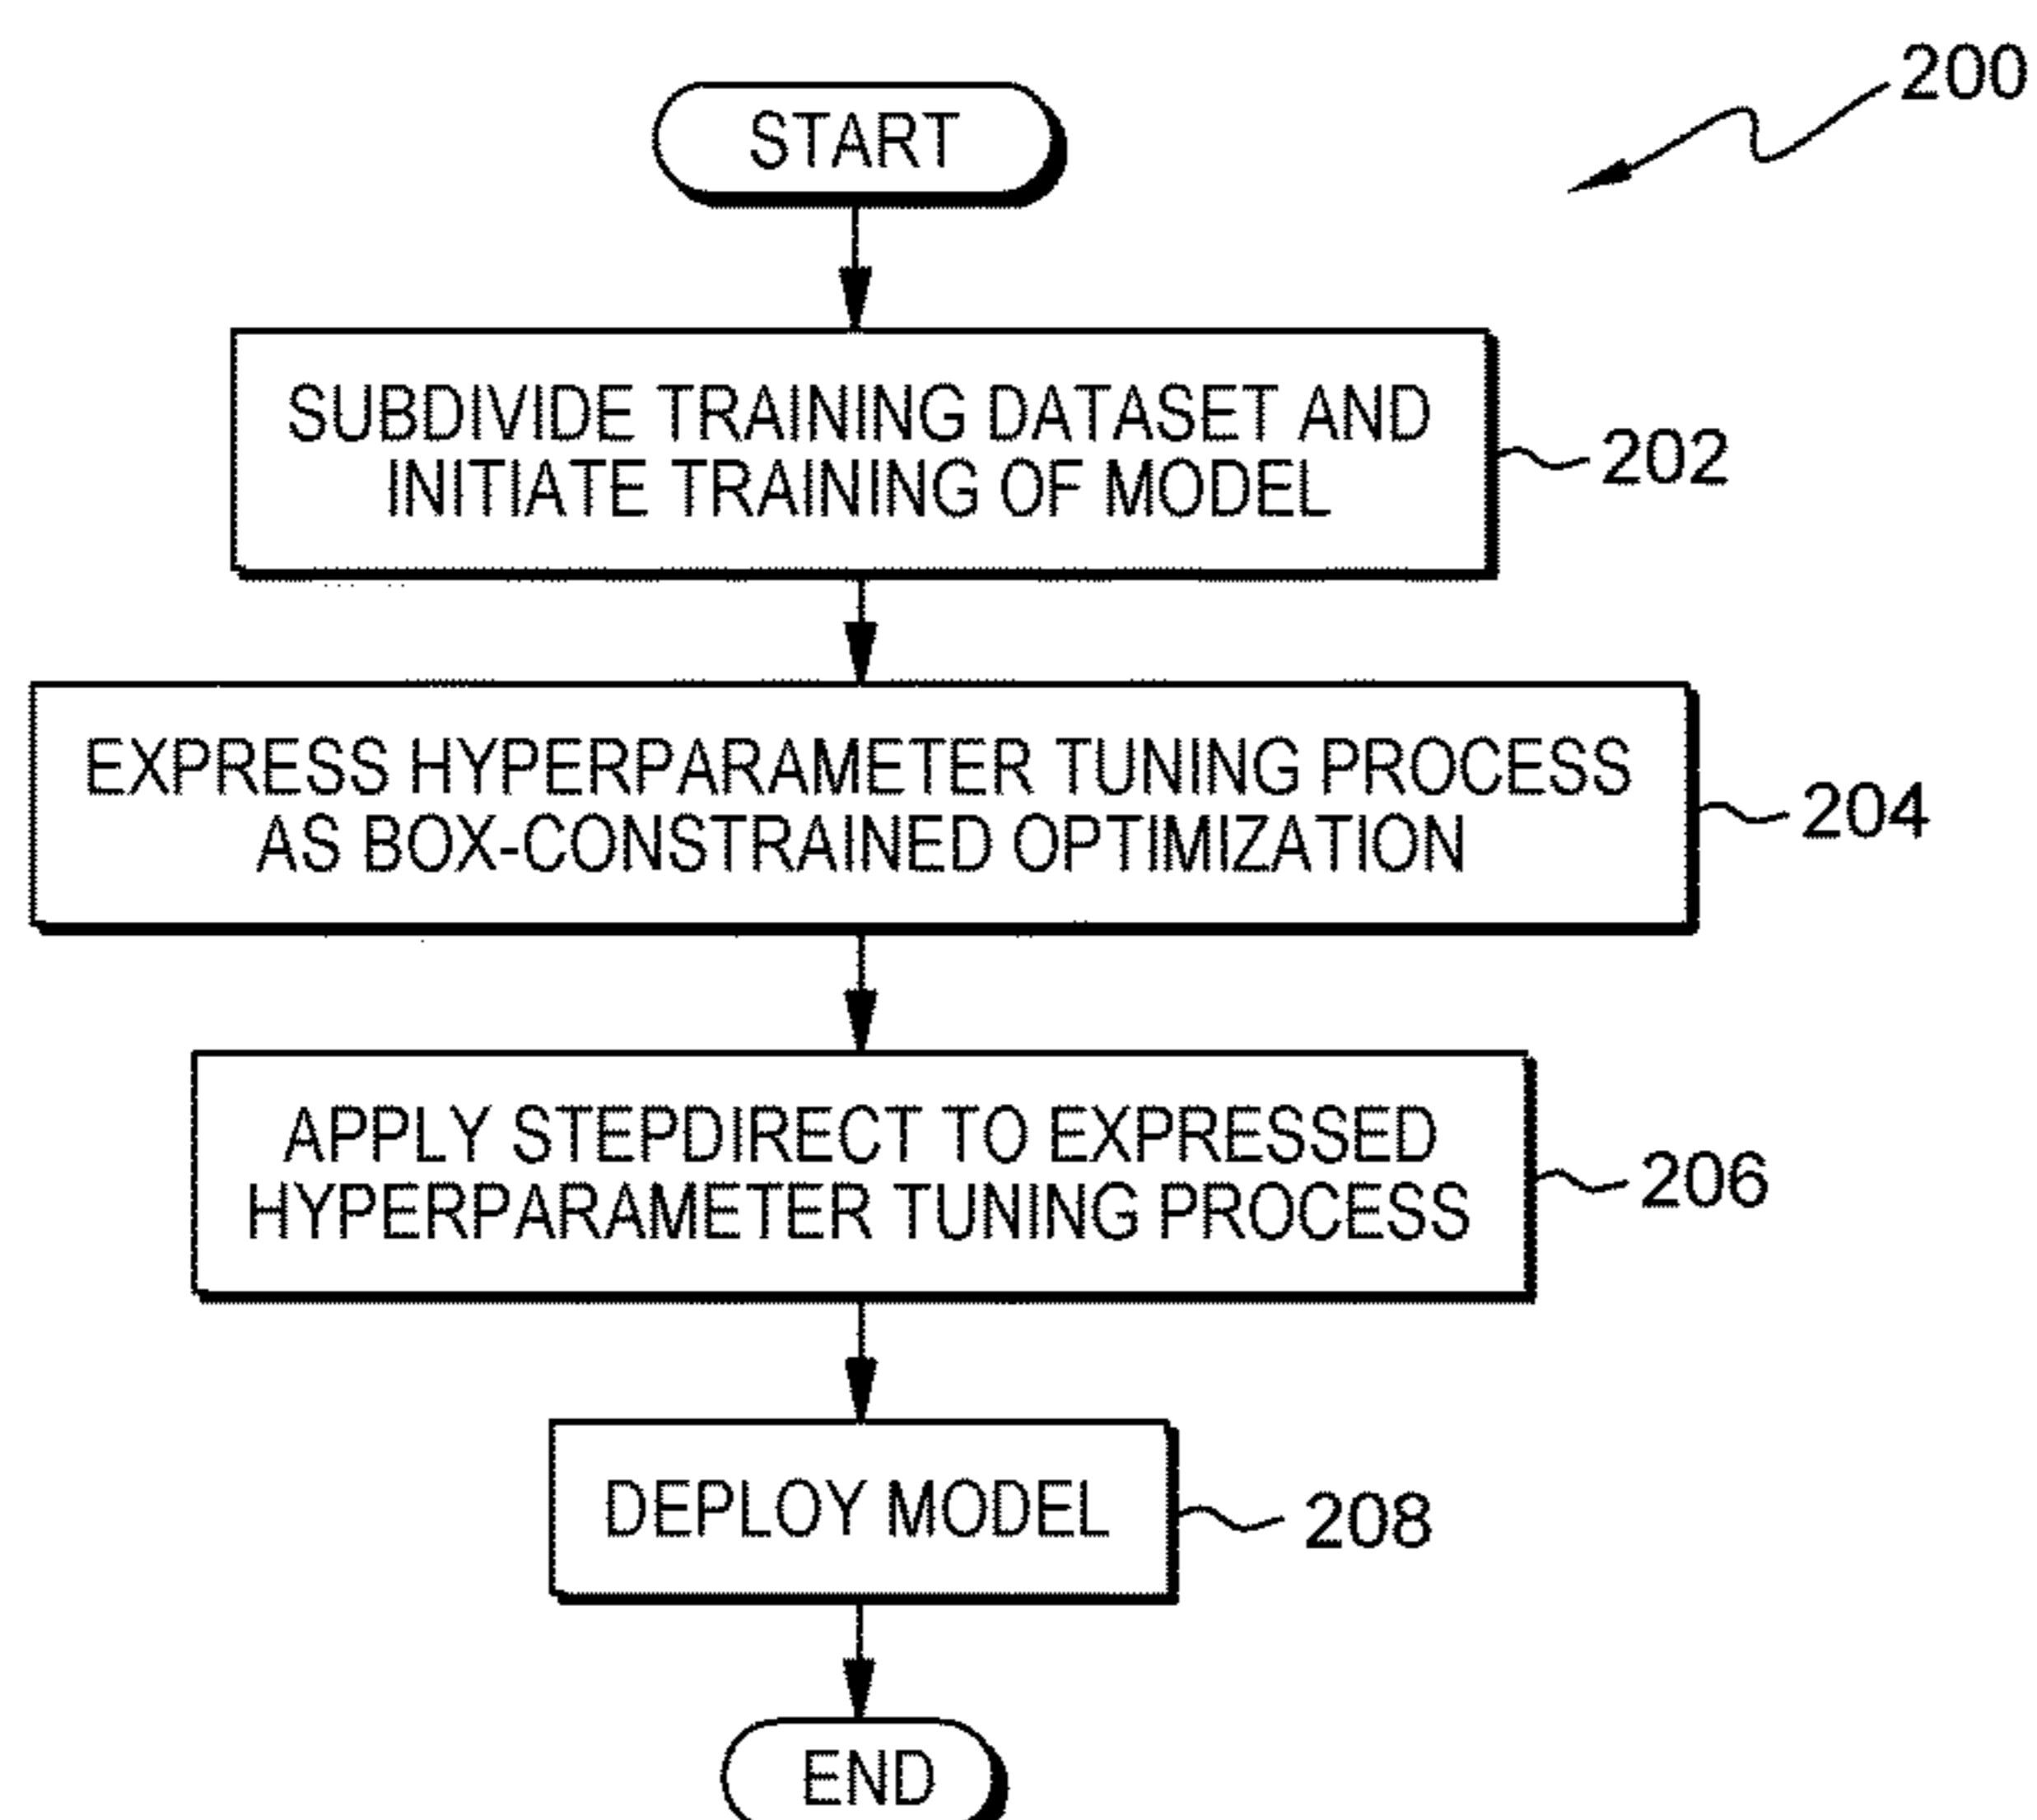 200
START
SUBDIVIDE TRAINING DATASET AND
INITIATE TRAINING OF MODEL
202
EXPRESS HYPERPARAMETER TUNING PROCESS
AS BOX-CONSTRAINED OPTIMIZATION
204
APPLY STEPDIRECT TO EXPRESSED
HYPERPARAMETER TUNING PROCESS
206
DEPLOY MODEL
208
END